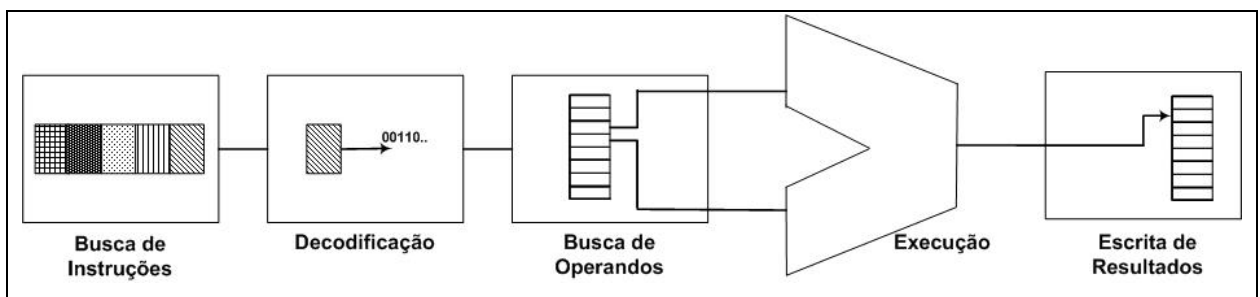 00110..
Busca de
Instruções
Decodificação
Busca de
Operandos
Execução
Escrita de
Resultados